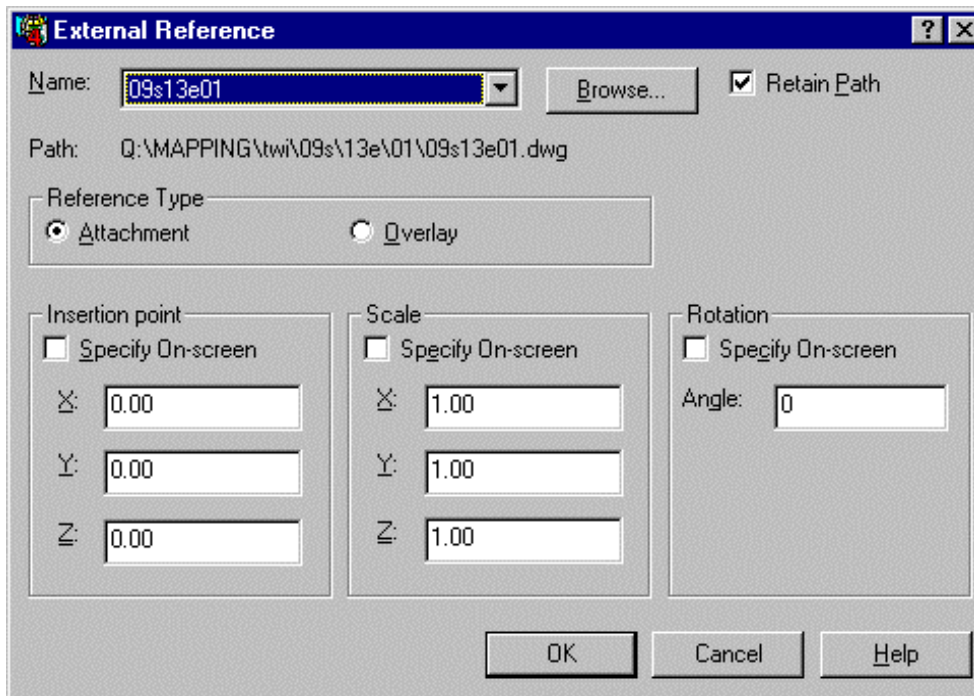 External Reference
Name: 09s13e01 Browse... Retain Path
Path: Q:\MAPPING\twi\09s\13e\01\09s13e01.dwg
Reference Type
Attachment Overlay
Insertion point Scale Rotation
Specify On-screen Specify On-screen Specify On-screen
X: 0.00 X: 1.00 Angle: 0
Y: 0.00 Y: 1.00
Z: 0.00 Z: 1.00
OK Cancel Help